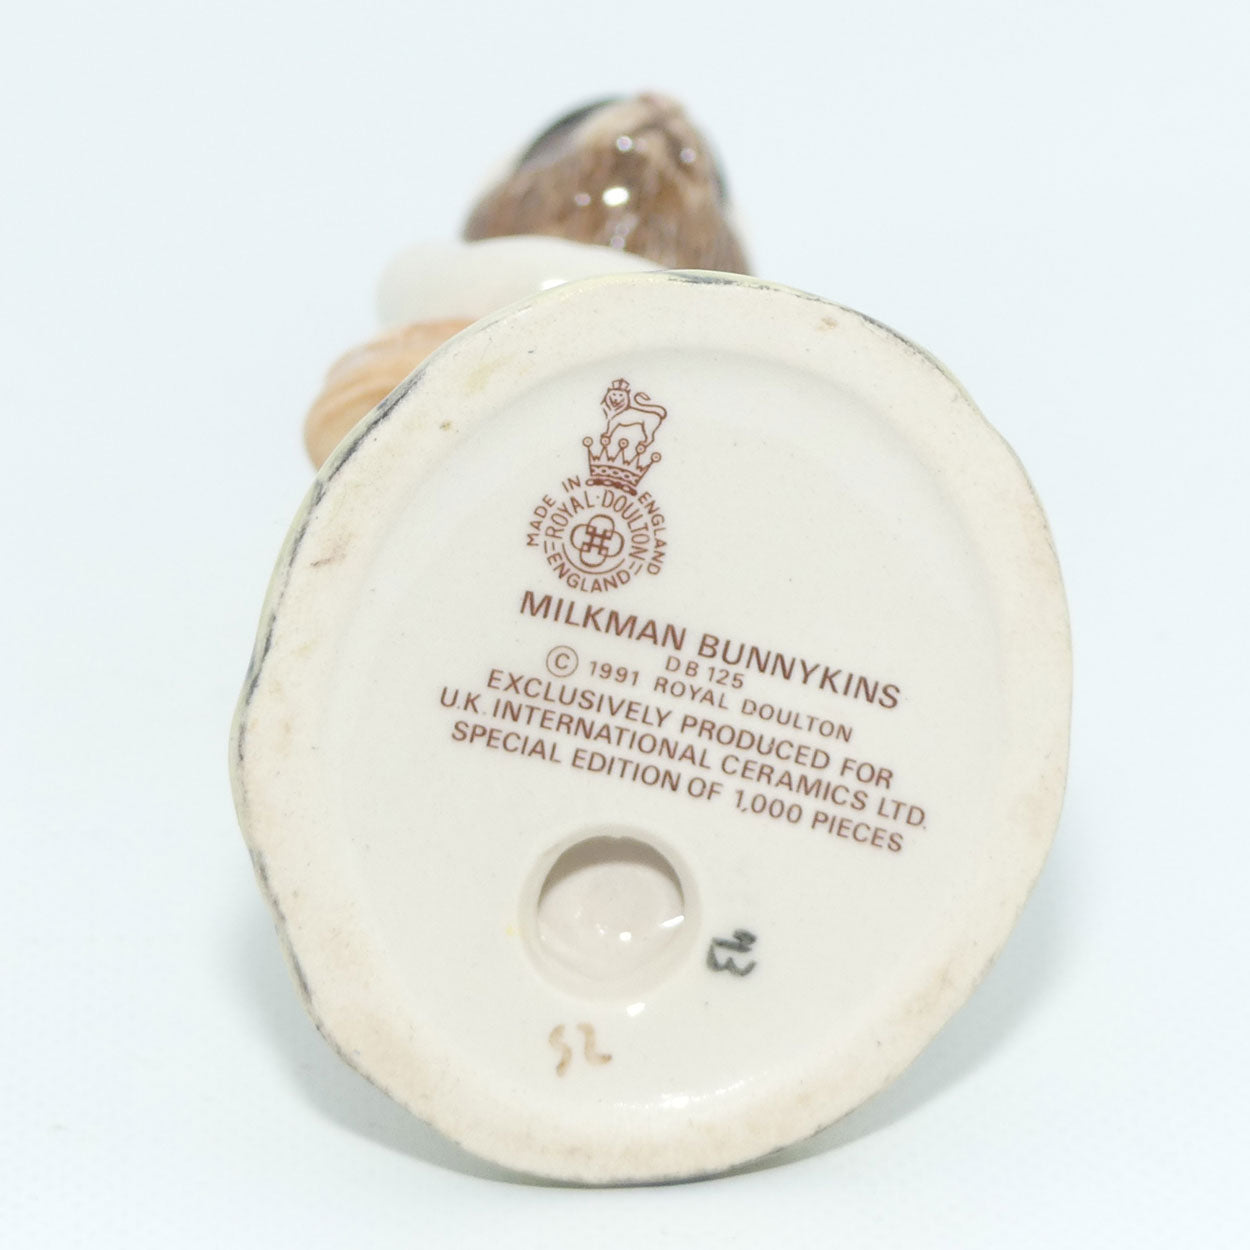 MADE IN ENGLAND
ROYAL·DOULTON
ENGLAND
MILKMAN BUNNYKINS
DB 125
© 1991 ROYAL DOULTON
EXCLUSIVELY PRODUCED FOR
U.K. INTERNATIONAL CERAMICS LTD.
SPECIAL EDITION OF 1,000 PIECES